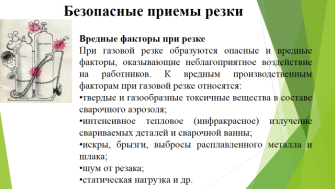 Безопасные приемы резки
Вредные факторы при резке
При газовой резке образуются опасные и вредные
факторы, оказывающие неблагоприятное воздействие
на работников. К вредным производственным
факторам при газовой резке относятся:
•твердые и газообразные токсичные вещества в составе
сварочного аэрозоля;
•интенсивное тепловое (инфракрасное) излучение
свариваемых деталей и сварочной ванны;
•искры, брызги, выбросы расплавленного металла и
шлака;
•шум от резака;
•статическая нагрузка и др.